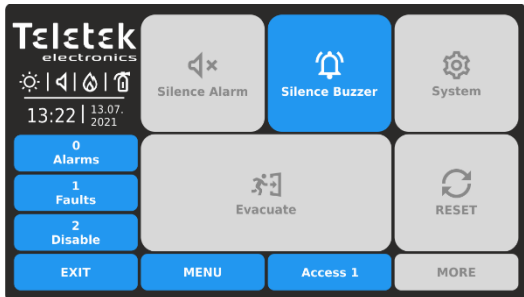 Teletek
electronics
13:22 | 13.07.
2021
Silence Alarm
Silence Buzzer
System
0
Alarms
1
Faults
2
Disable
Evacuate
RESET
EXIT
MENU
Access 1
MORE